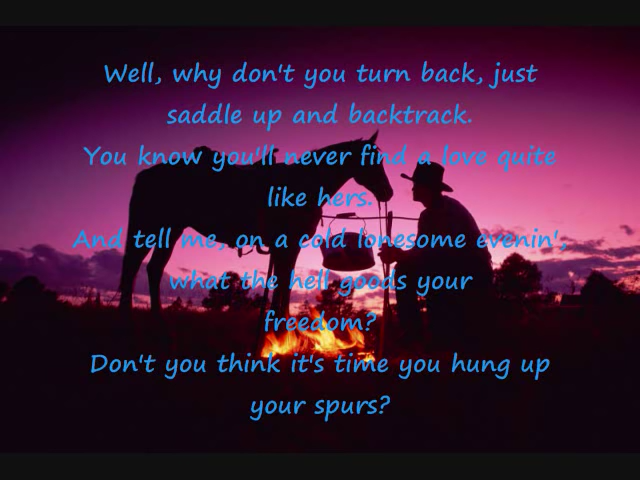 Well, why don't you turn back, just
saddle up and backtrack.
You know you'll never find a love quite
like hers.
And tell me, on a cold lonesome evenin',
what the hell goods your
freedom?
Don't you think it's time you hung up
your spurs?